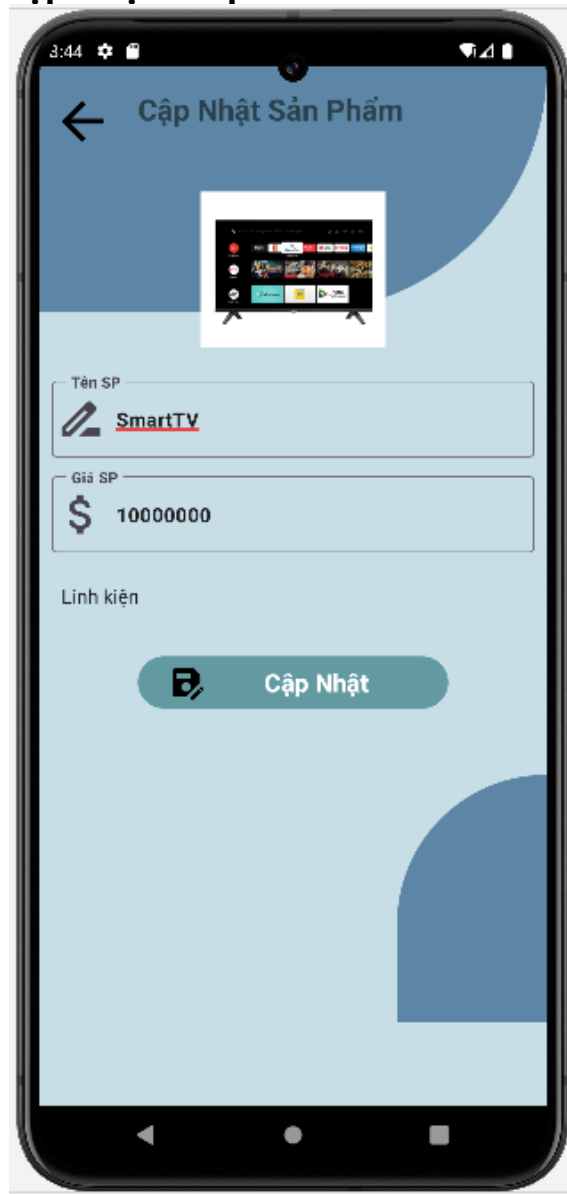 3:44
Cập Nhật Sản Phẩm
Tên SP
SmartTV
Giá SP
$ 10000000
Linh kiện
Cập Nhật